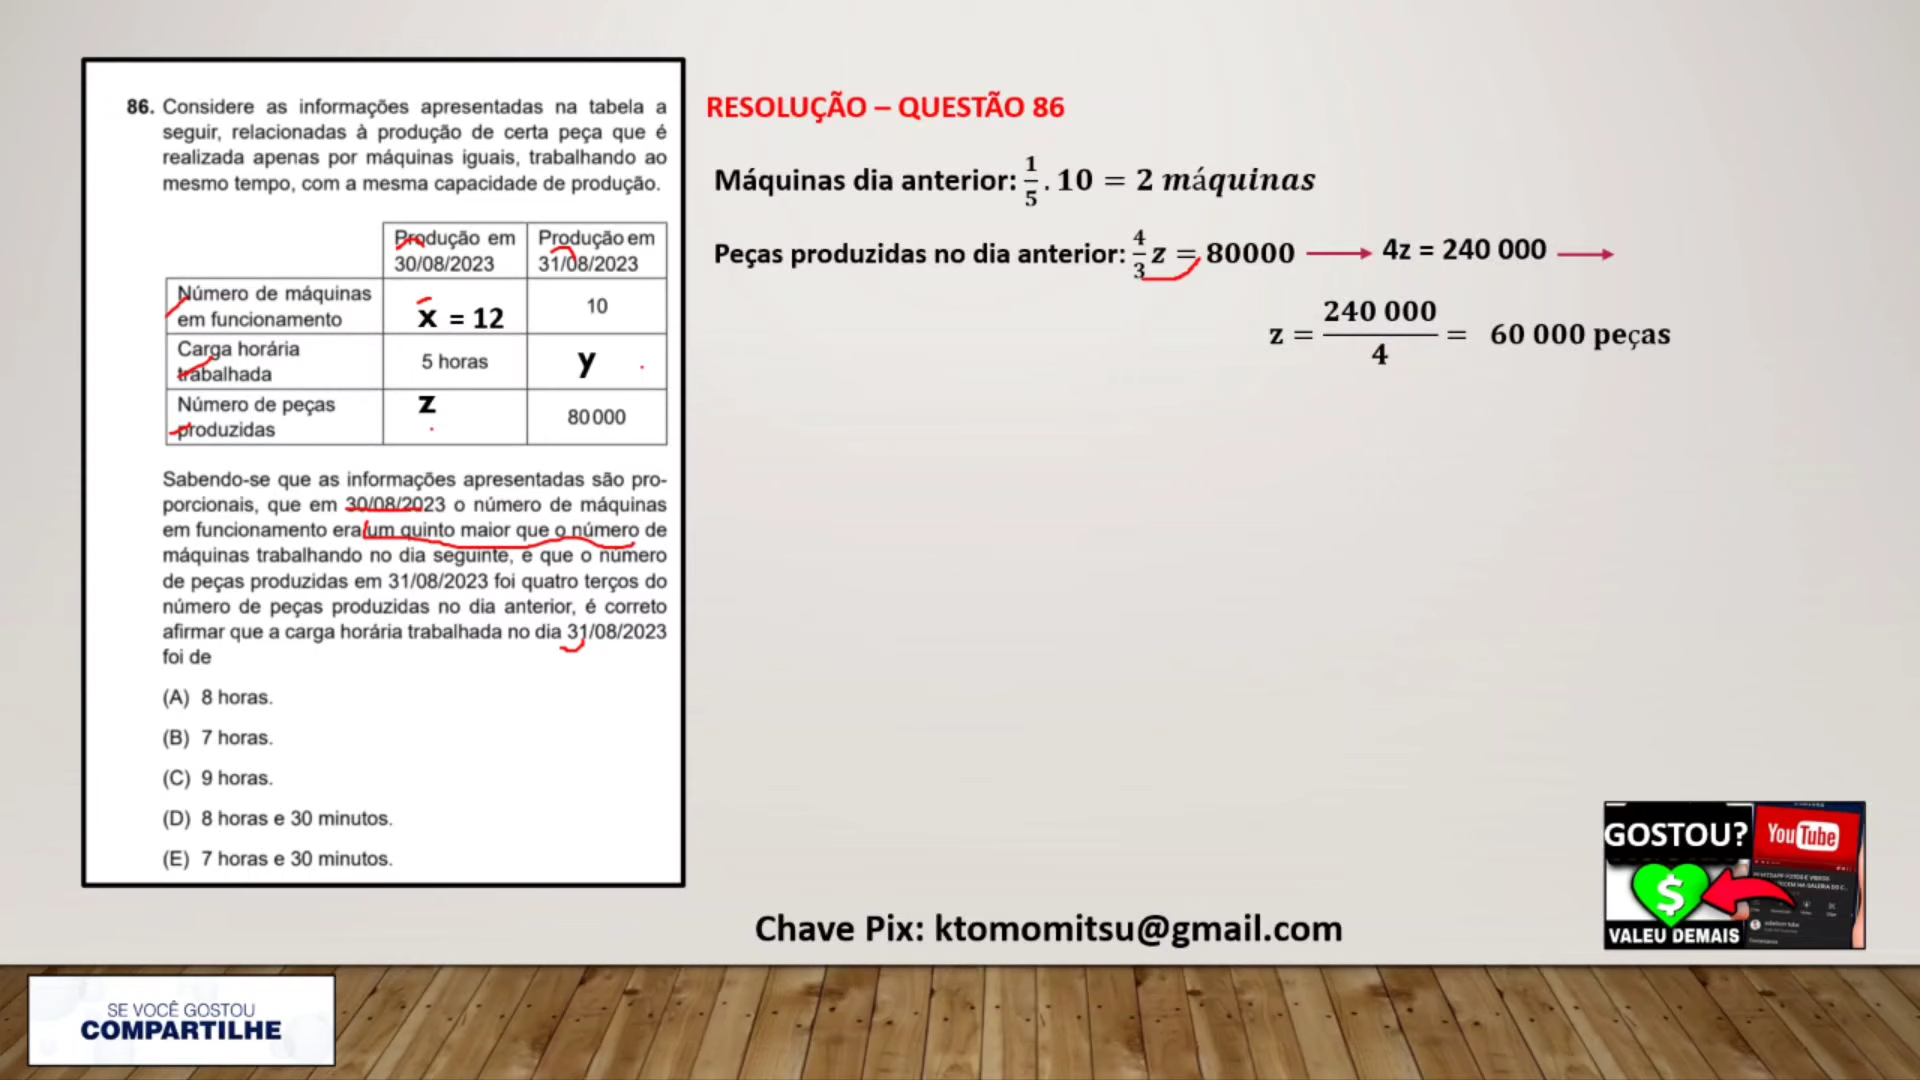 86. Considere as informações apresentadas na tabela a
seguir, relacionadas à produção de certa peça que é
realizada apenas por máquinas iguais, trabalhando ao
mesmo tempo, com a mesma capacidade de produção.
Produção em 30/08/2023
Produção em 31/08/2023
Número de máquinas em funcionamento
x = 12
10
Carga horária trabalhada
5 horas
y
Número de peças produzidas
z
80 000
Sabendo-se que as informações apresentadas são pro-
porcionais, que em 30/08/2023 o número de máquinas
em funcionamento era um quinto maior que o número de
máquinas trabalhando no dia seguinte, e que o número
de peças produzidas em 31/08/2023 foi quatro terços do
número de peças produzidas no dia anterior, é correto
afirmar que a carga horária trabalhada no dia 31/08/2023
foi de
(A) 8 horas.
(B) 7 horas.
(C) 9 horas.
(D) 8 horas e 30 minutos.
(E) 7 horas e 30 minutos.
RESOLUÇÃO – QUESTÃO 86
Máquinas dia anterior: 1/5 . 10 = 2 máquinas
Peças produzidas no dia anterior: 4/3 z = 80000 → 4z = 240 000 →
z = 240 000/4 = 60 000 peças
GOSTOU?
YouTube
$
VALEU DEMAIS
Chave Pix: ktomomitsu@gmail.com
SE VOCÊ GOSTOU
COMPARTILHE